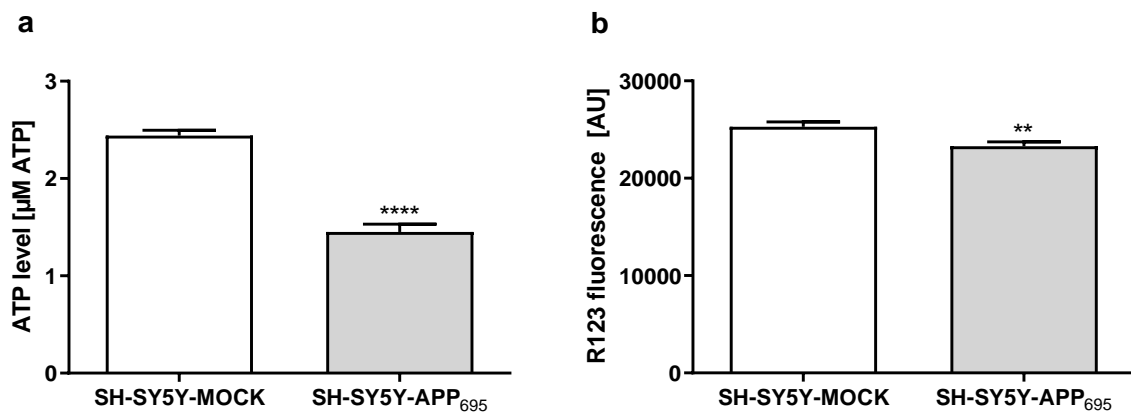 a
ATP level [µM ATP]
3
2
1
0
****
SH-SY5Y-MOCK
SH-SY5Y-APP₆₉₅
b
R123 fluorescence [AU]
30000
20000
10000
0
**
SH-SY5Y-MOCK
SH-SY5Y-APP₆₉₅